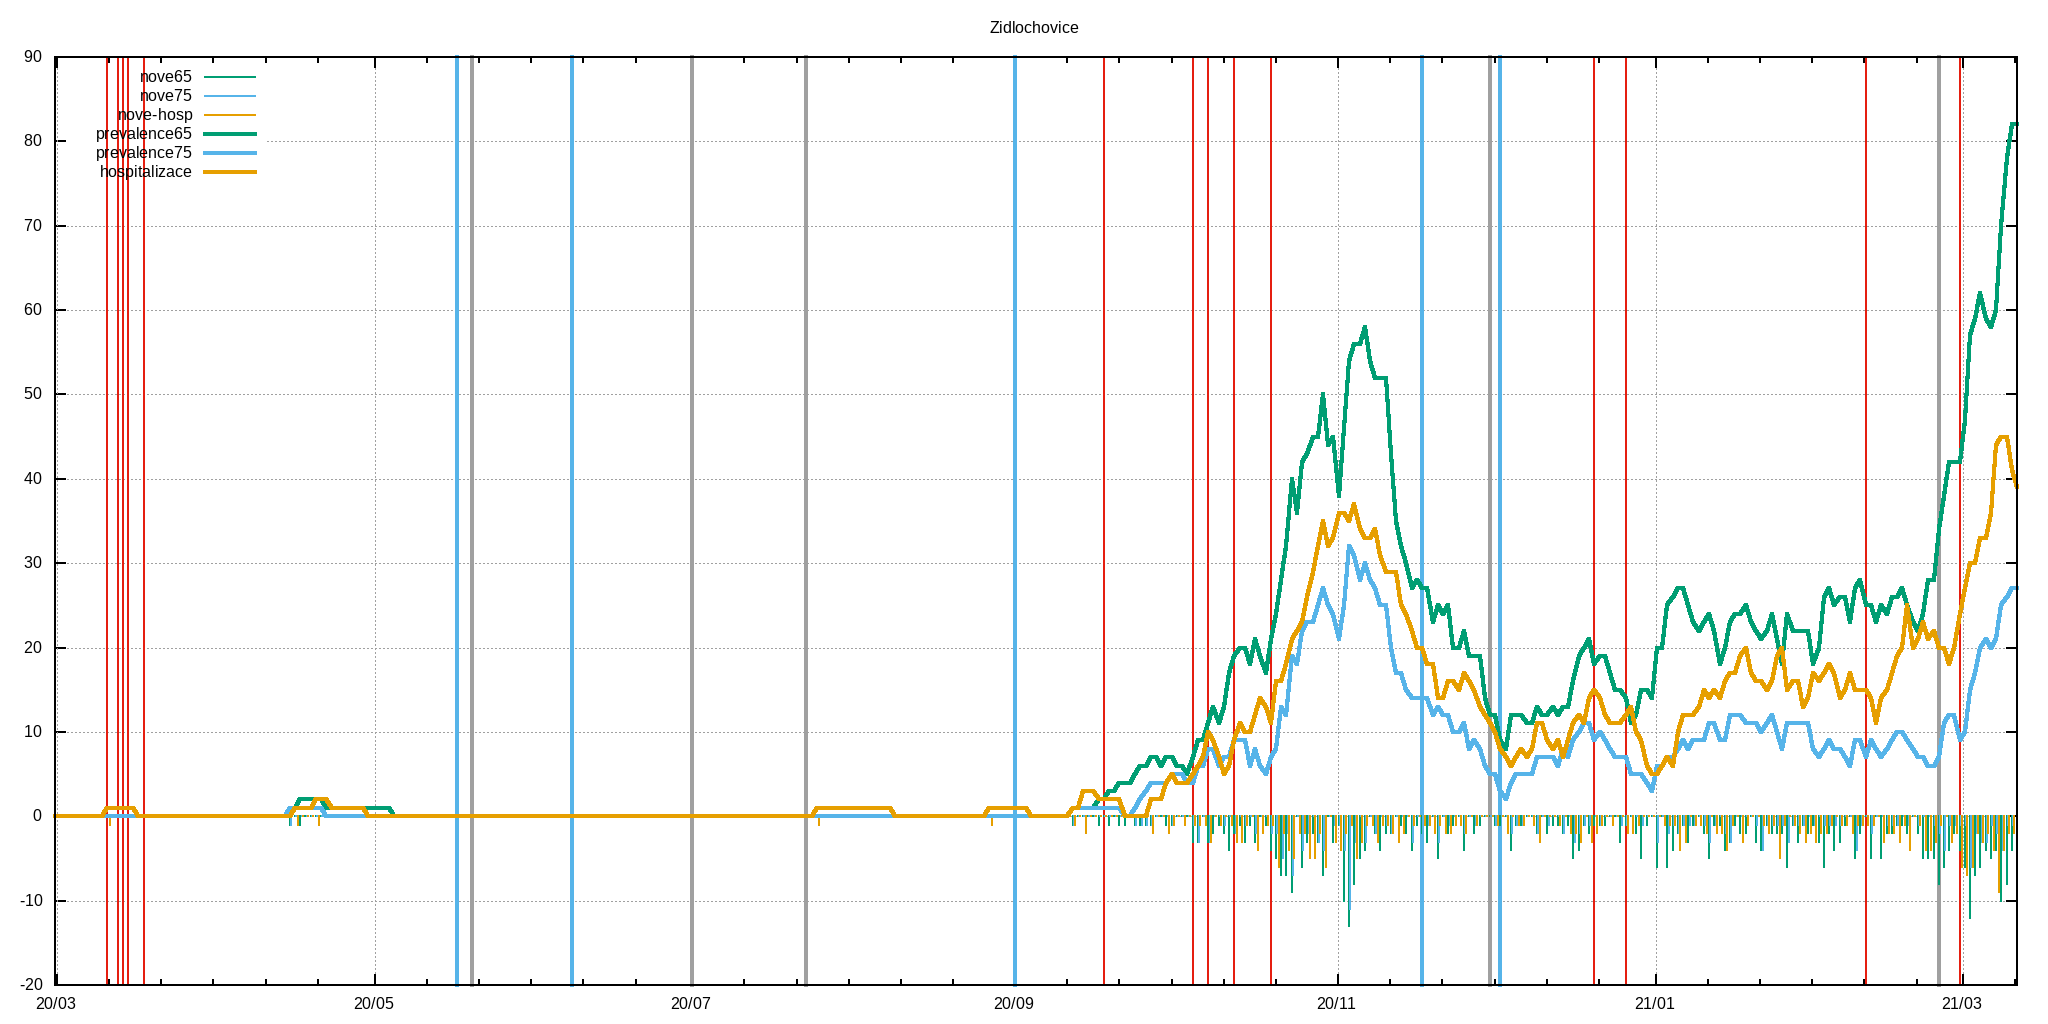 Zidlochovice
90
80
70
60
50
40
30
20
10
0
-10
-20
nove65
nove75
nove-hosp
prevalence65
prevalence75
hospitalizace
20/03 20/05 20/07 20/09 20/11 21/01 21/03